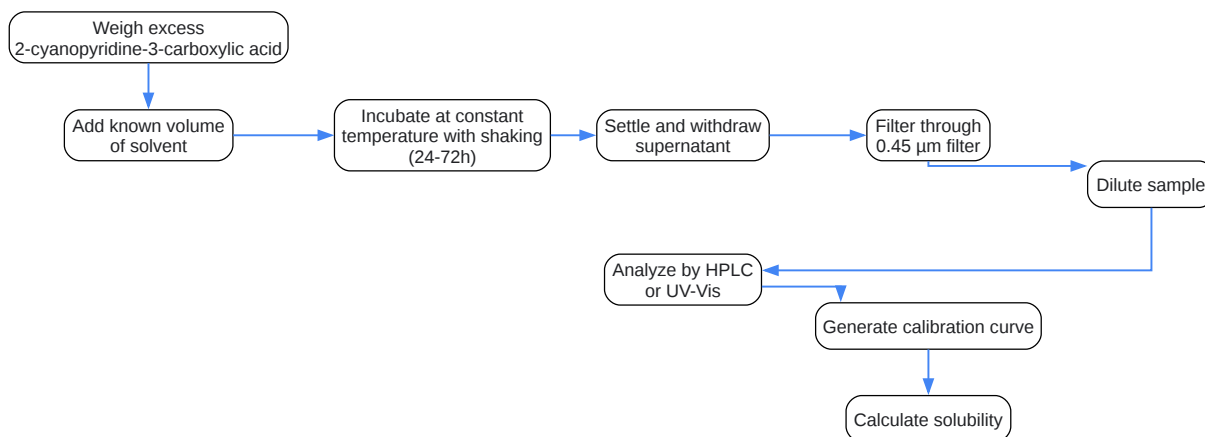 Weigh excess
2-cyanopyridine-3-carboxylic acid
Add known volume
of solvent
Incubate at constant
temperature with shaking
(24-72h)
Settle and withdraw
supernatant
Filter through
0.45 µm filter
Dilute sample
Analyze by HPLC
or UV-Vis
Generate calibration curve
Calculate solubility